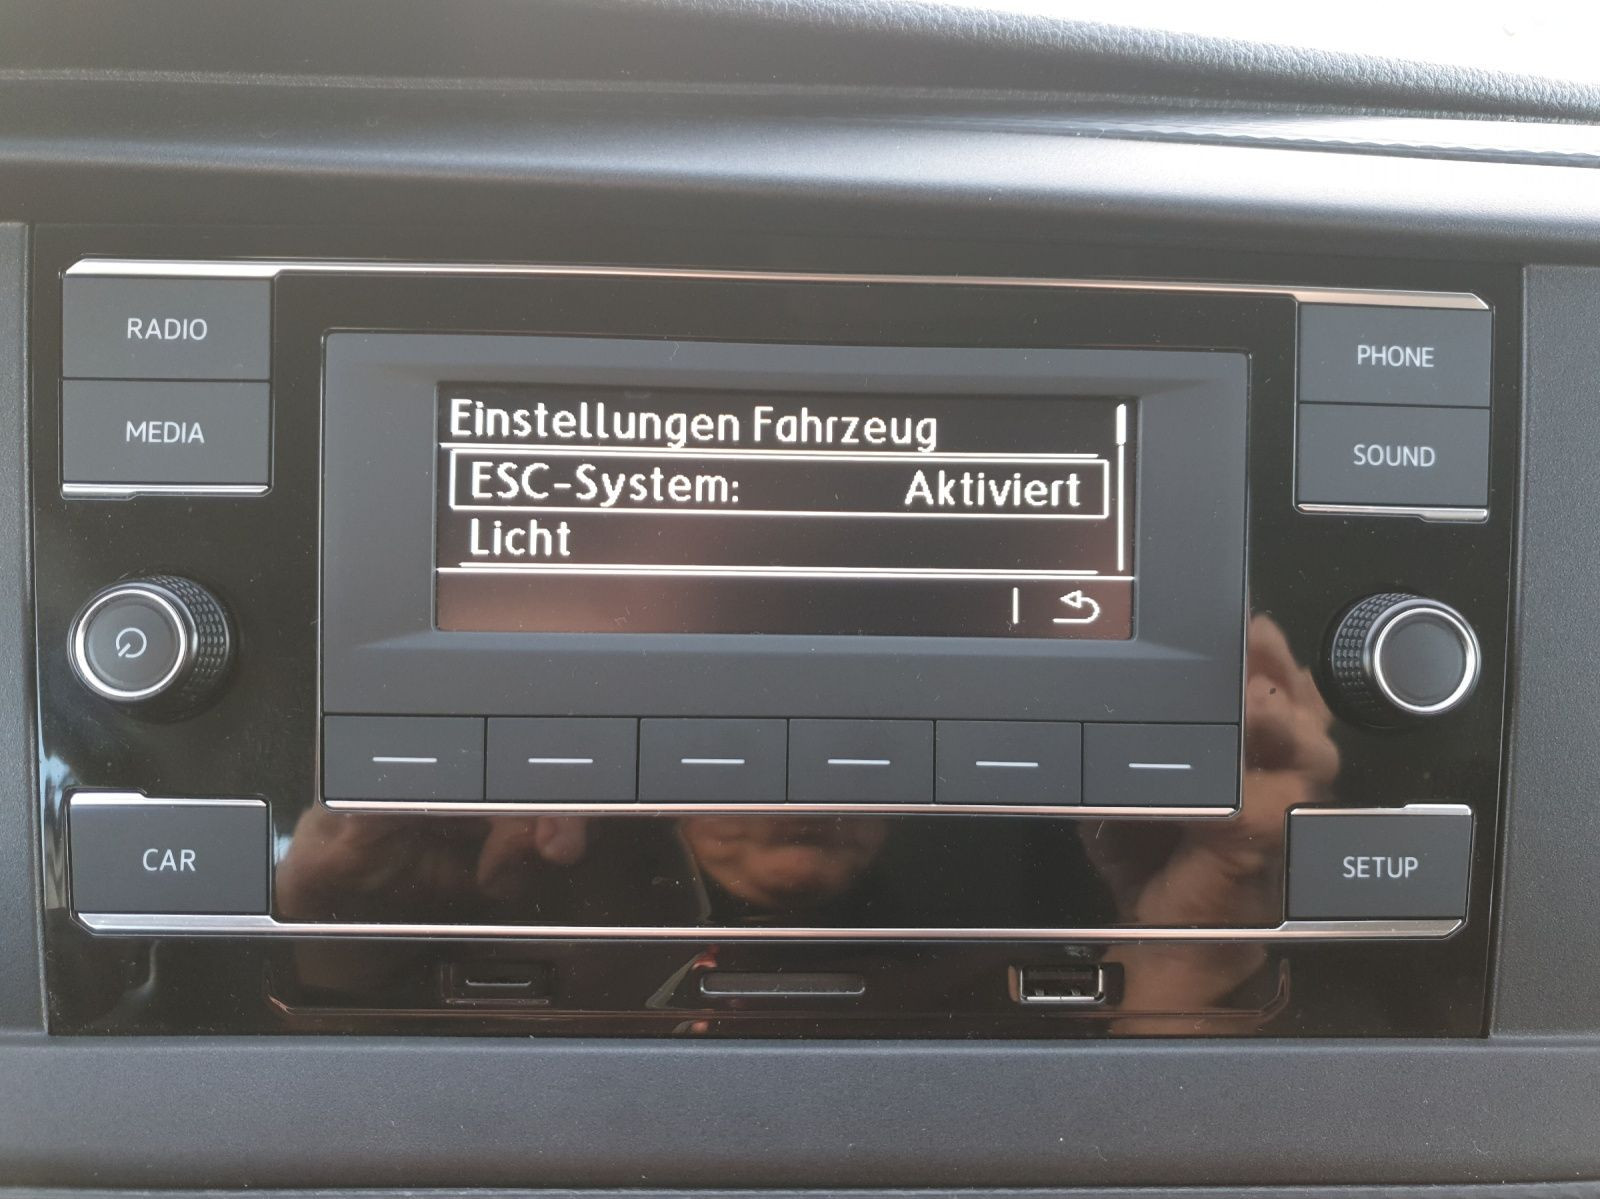 RADIO
MEDIA
PHONE
SOUND
Einstellungen Fahrzeug
ESC-System: Aktiviert
Licht
CAR
SETUP